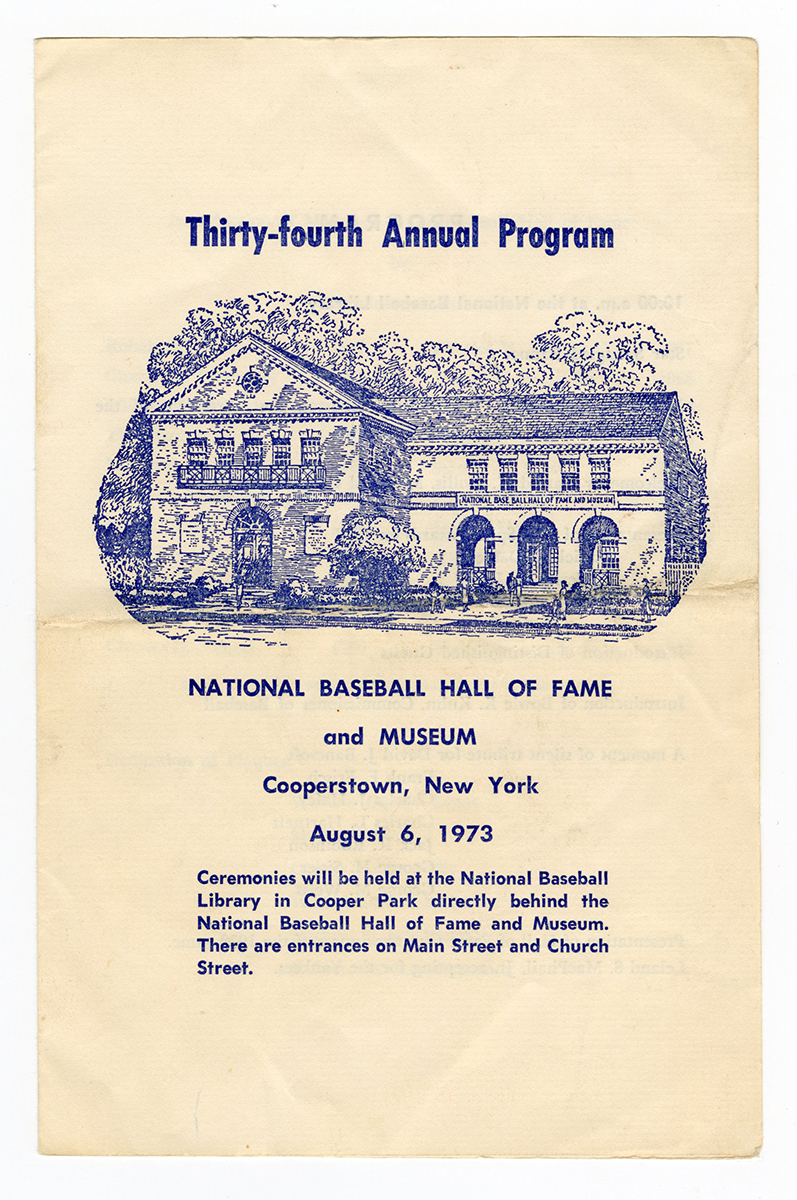 Thirty-fourth Annual Program
NATIONAL BASE BALL HALL OF FAME AND MUSEUM
NATIONAL BASEBALL HALL OF FAME
and MUSEUM
Cooperstown, New York
August 6, 1973
Ceremonies will be held at the National Baseball
Library in Cooper Park directly behind the
National Baseball Hall of Fame and Museum.
There are entrances on Main Street and Church
Street.